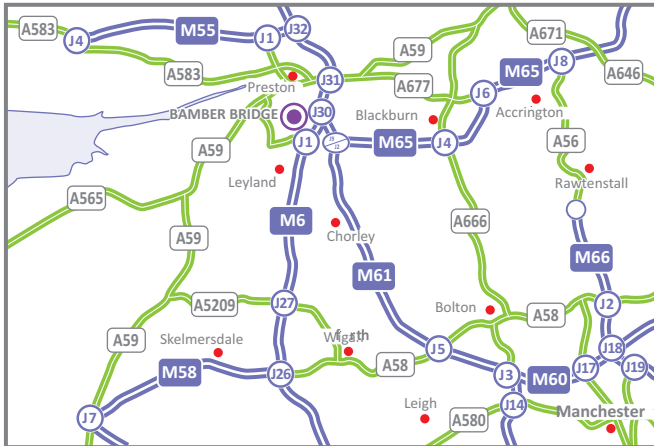 A583
J4
M55
J1
J32
A59
A671
J8
A583
J31
M65
A646
Preston
A677
J6
BAMBER BRIDGE
J30
Blackburn
Accrington
J1
M65
J4
A56
A59
Leyland
Rawtenstall
A565
M6
A666
Chorley
A59
M66
M61
A5209
J27
Bolton
A58
J2
A59
Skelmersdale
J5
J18
M58
J26
A58
J3
M60
J17
J19
J7
Leigh
J14
A580
Manchester